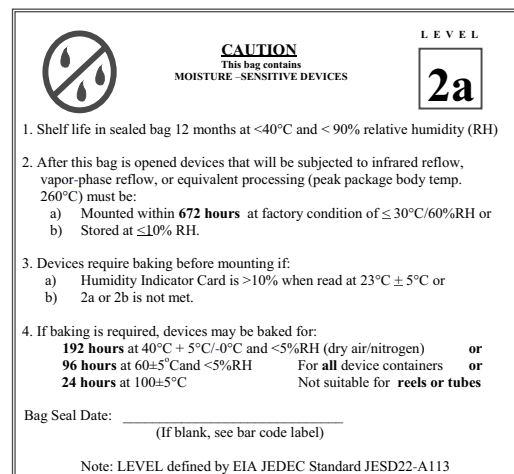 L E V E L
CAUTION
This bag contains
MOISTURE –SENSITIVE DEVICES
2a
1. Shelf life in sealed bag 12 months at <40°C and < 90% relative humidity (RH)
2. After this bag is opened devices that will be subjected to infrared reflow,
vapor-phase reflow, or equivalent processing (peak package body temp.
260°C) must be:
a) Mounted within 672 hours at factory condition of ≤ 30°C/60%RH or
b) Stored at ≤10% RH.
3. Devices require baking before mounting if:
a) Humidity Indicator Card is >10% when read at 23°C ± 5°C or
b) 2a or 2b is not met.
4. If baking is required, devices may be baked for:
192 hours at 40°C + 5°C/-0°C and <5%RH (dry air/nitrogen) or
96 hours at 60±5°Cand <5%RH For all device containers or
24 hours at 100±5°C Not suitable for reels or tubes
Bag Seal Date: ______________________________
(If blank, see bar code label)
Note: LEVEL defined by EIA JEDEC Standard JESD22-A113